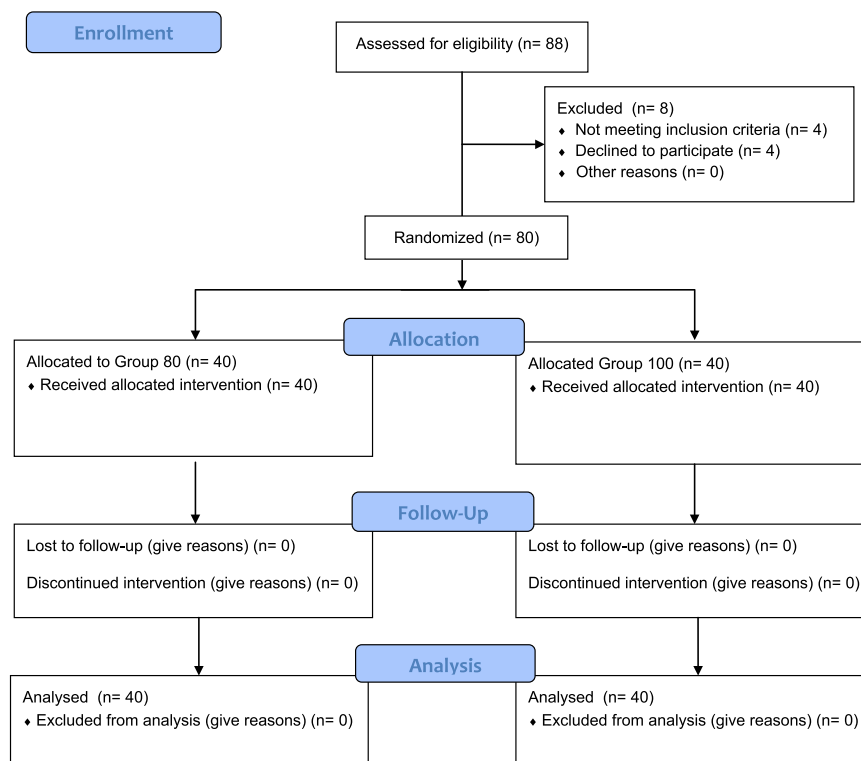 Enrollment
Assessed for eligibility (n= 88)
Excluded (n= 8)
♦ Not meeting inclusion criteria (n= 4)
♦ Declined to participate (n= 4)
♦ Other reasons (n= 0)
Randomized (n= 80)
Allocation
Allocated to Group 80 (n= 40)
♦ Received allocated intervention (n= 40)
Allocated Group 100 (n= 40)
♦ Received allocated intervention (n= 40)
Follow-Up
Lost to follow-up (give reasons) (n= 0)
Discontinued intervention (give reasons) (n= 0)
Lost to follow-up (give reasons) (n= 0)
Discontinued intervention (give reasons) (n= 0)
Analysis
Analysed (n= 40)
♦ Excluded from analysis (give reasons) (n= 0)
Analysed (n= 40)
♦ Excluded from analysis (give reasons) (n= 0)